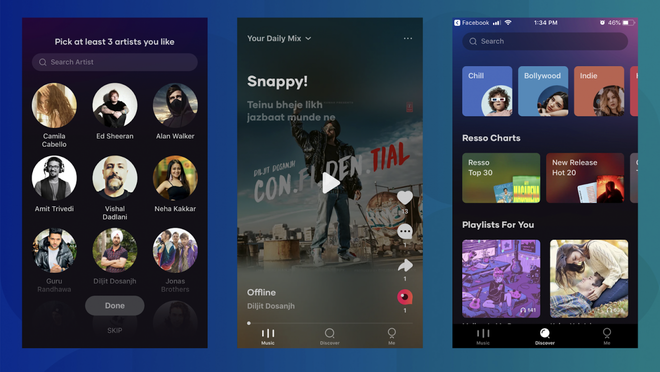 Pick at least 3 artists you like
Search Artist
Camila
Cabello
Ed Sheeran
Alan Walker
Amit Trivedi
Vishal
Dadlani
Neha Kakkar
Guru
Randhawa
Diljit Dosanjh
Jonas
Brothers
Done
SKIP
Your Daily Mix
Snappy!
Teinu bheje likh
jazbaat munde ne
DILJIT DOSANJH
CON.FI.DEN.TIAL
1
1
Offline
Diljit Dosanjh
Music
Discover
Me
Facebook
1:34 PM
46%
Search
Chill
Bollywood
Indie
Resso Charts
Resso
Top 30
New Release
Hot 20
Playlists For You
141
Music
Discover
Me